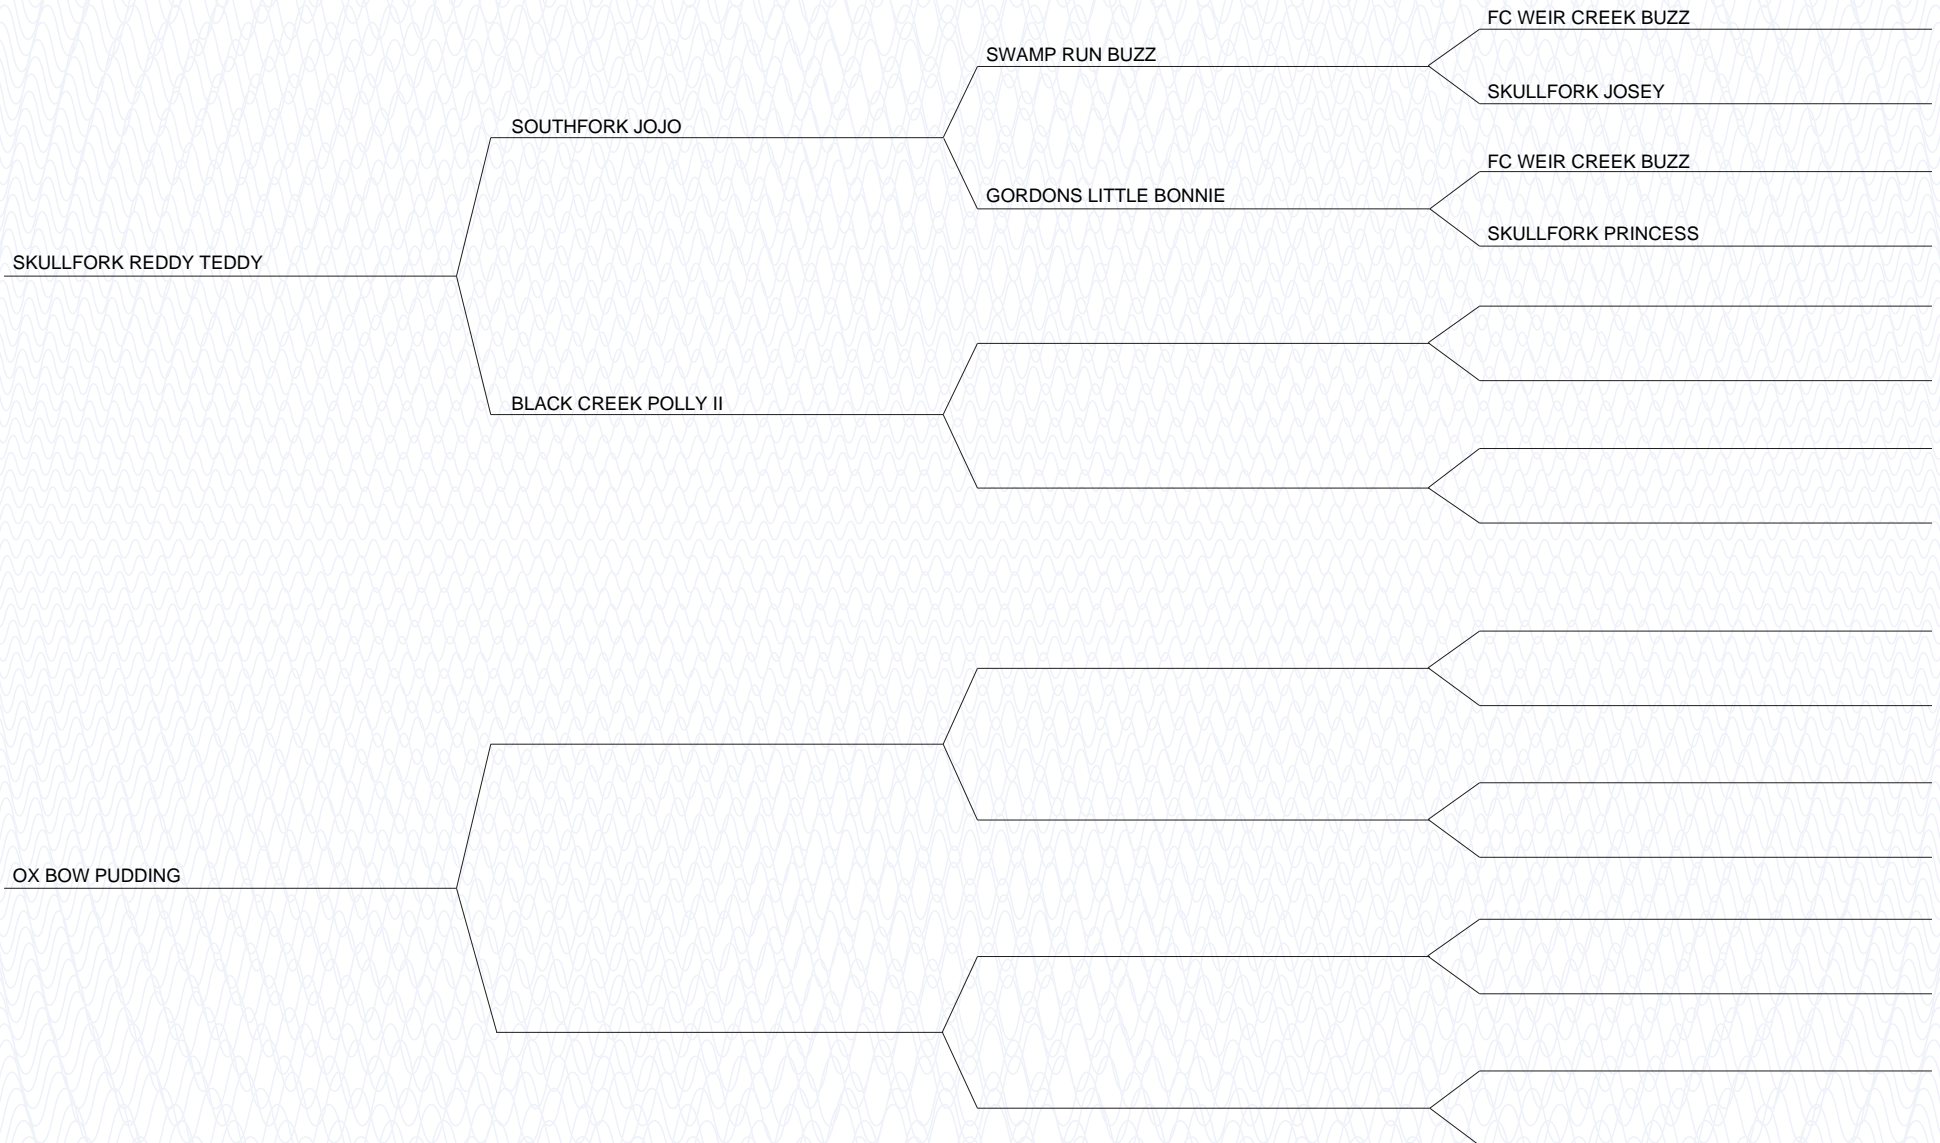 FC WEIR CREEK BUZZ
SWAMP RUN BUZZ
SKULLFORK JOSEY
SOUTHFORK JOJO
FC WEIR CREEK BUZZ
GORDONS LITTLE BONNIE
SKULLFORK PRINCESS
SKULLFORK REDDY TEDDY
BLACK CREEK POLLY II
OX BOW PUDDING